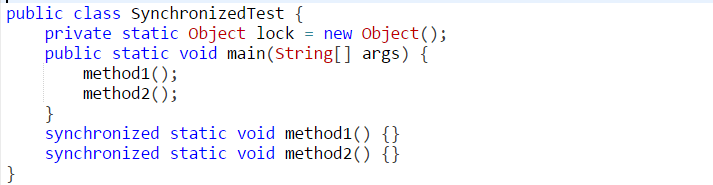 public class SynchronizedTest {
    private static Object lock = new Object();
    public static void main(String[] args) {
        method1();
        method2();
    }
    synchronized static void method1() {}
    synchronized static void method2() {}
}